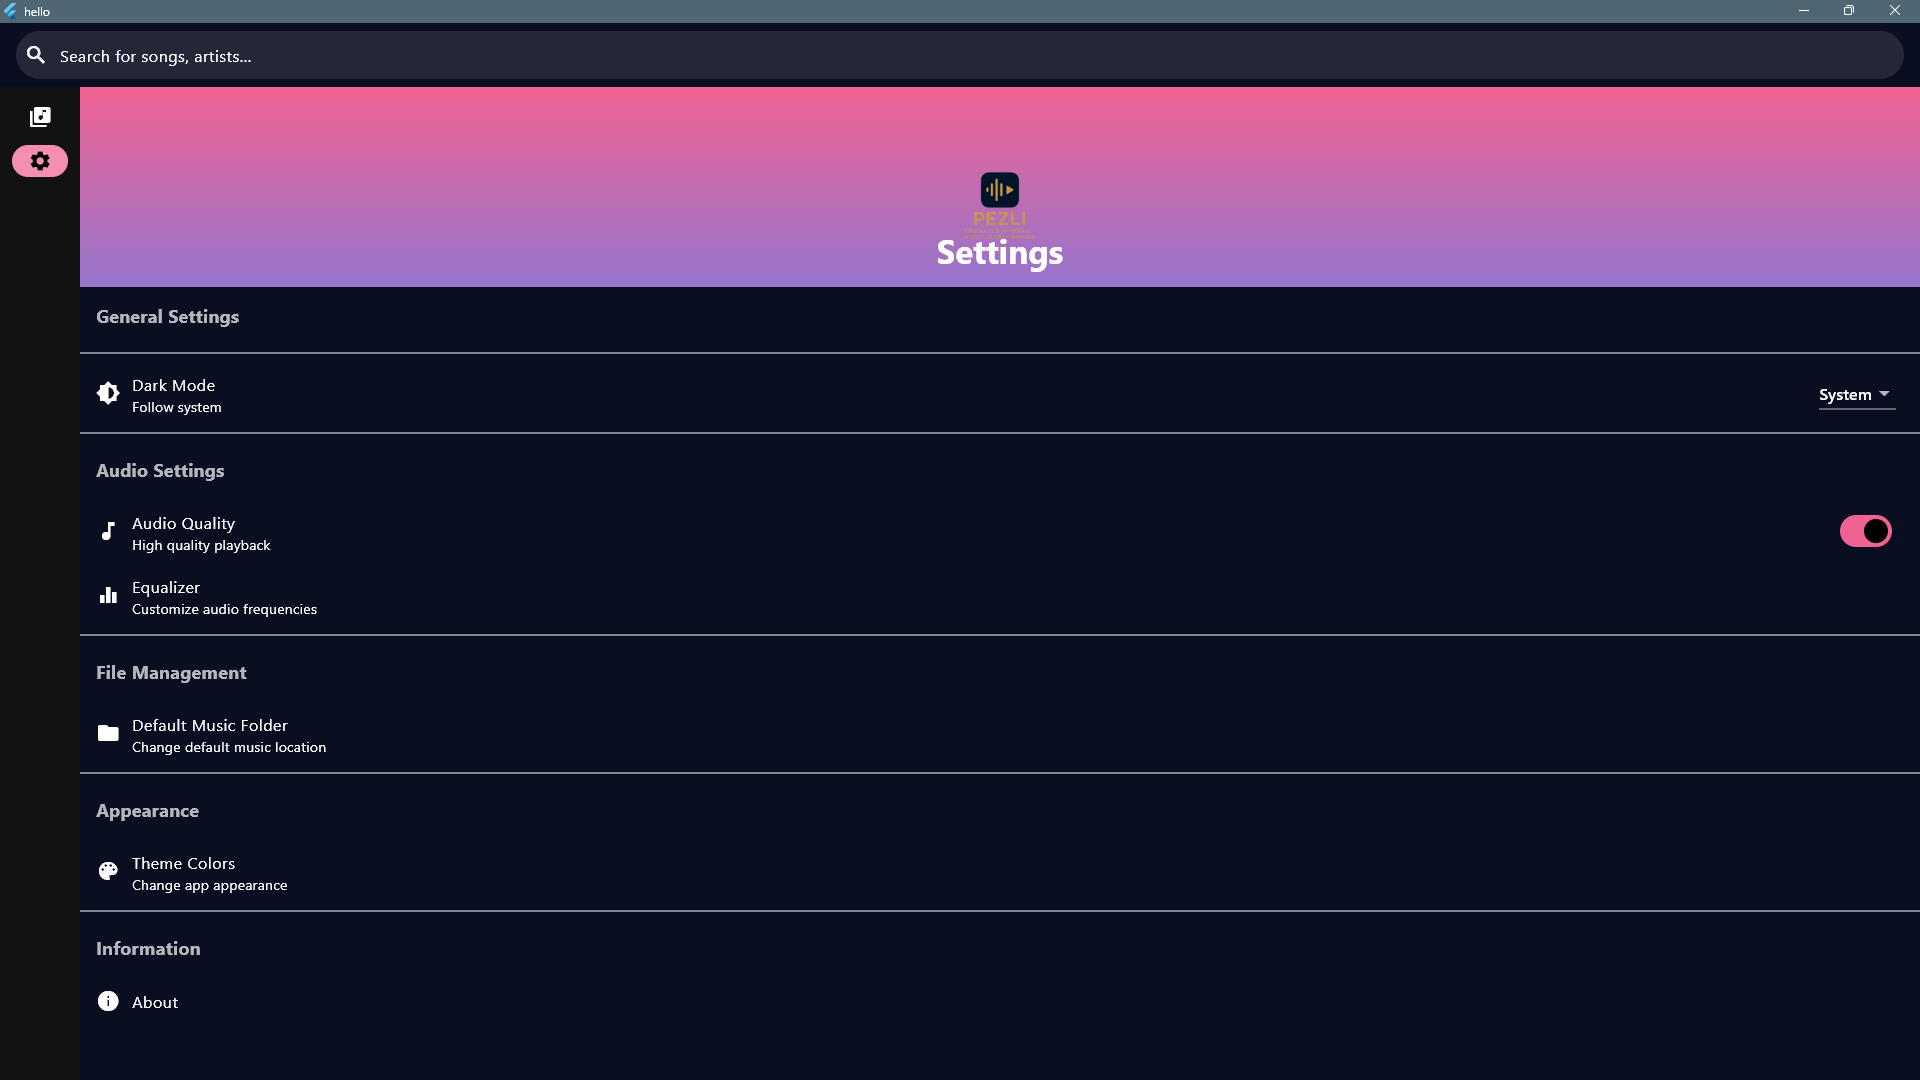 hello
Search for songs, artists...
PEZLI
Settings
General Settings
Dark Mode
Follow system
System
Audio Settings
Audio Quality
High quality playback
Equalizer
Customize audio frequencies
File Management
Default Music Folder
Change default music location
Appearance
Theme Colors
Change app appearance
Information
About